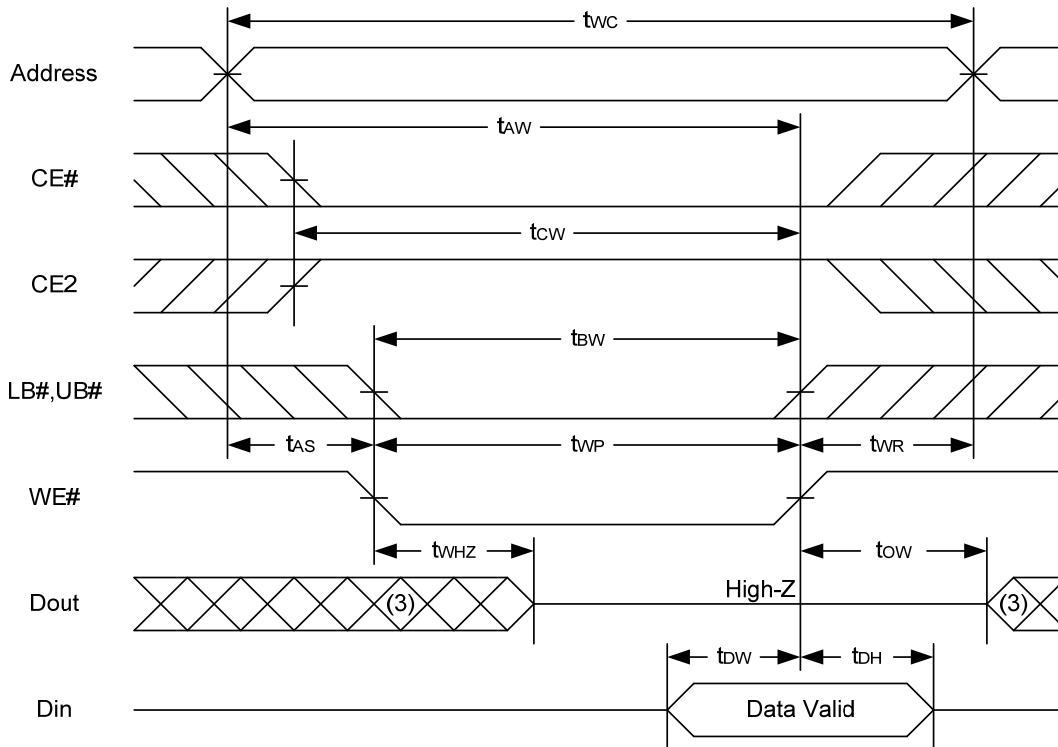 tWC
Address
tAW
CE#
tCW
CE2
tBW
LB#,UB#
tAS
tWP
tWR
WE#
tWHZ
tOW
High-Z
Dout
(3)
(3)
tDW
tDH
Din
Data Valid